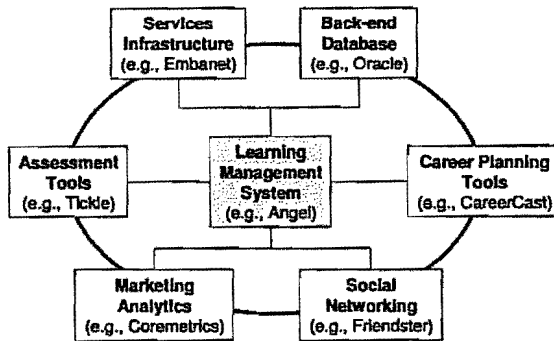 Services
Infrastructure
(e.g., Embanet)
Back-end
Database
(e.g., Oracle)
Assessment
Tools
(e.g., Tickle)
Learning
Management
System
(e.g., Angel)
Career Planning
Tools
(e.g., CareerCast)
Marketing
Analytics
(e.g., Coremetrics)
Social
Networking
(e.g., Friendster)